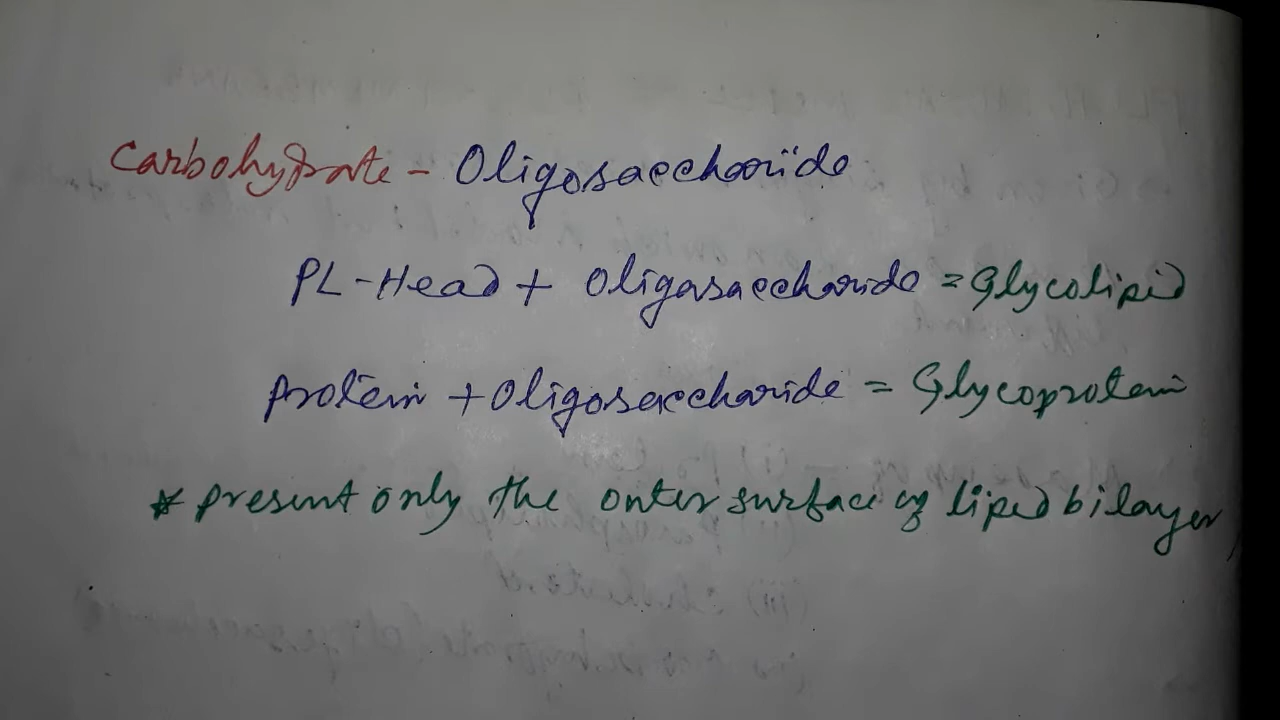 Carbohydrate - Oligosaccharide
PL-Head + Oligosaccharide = Glycolipid
Protein + Oligosaccharide = Glycoprotein
* Present only the outer surface of lipid bilayer,